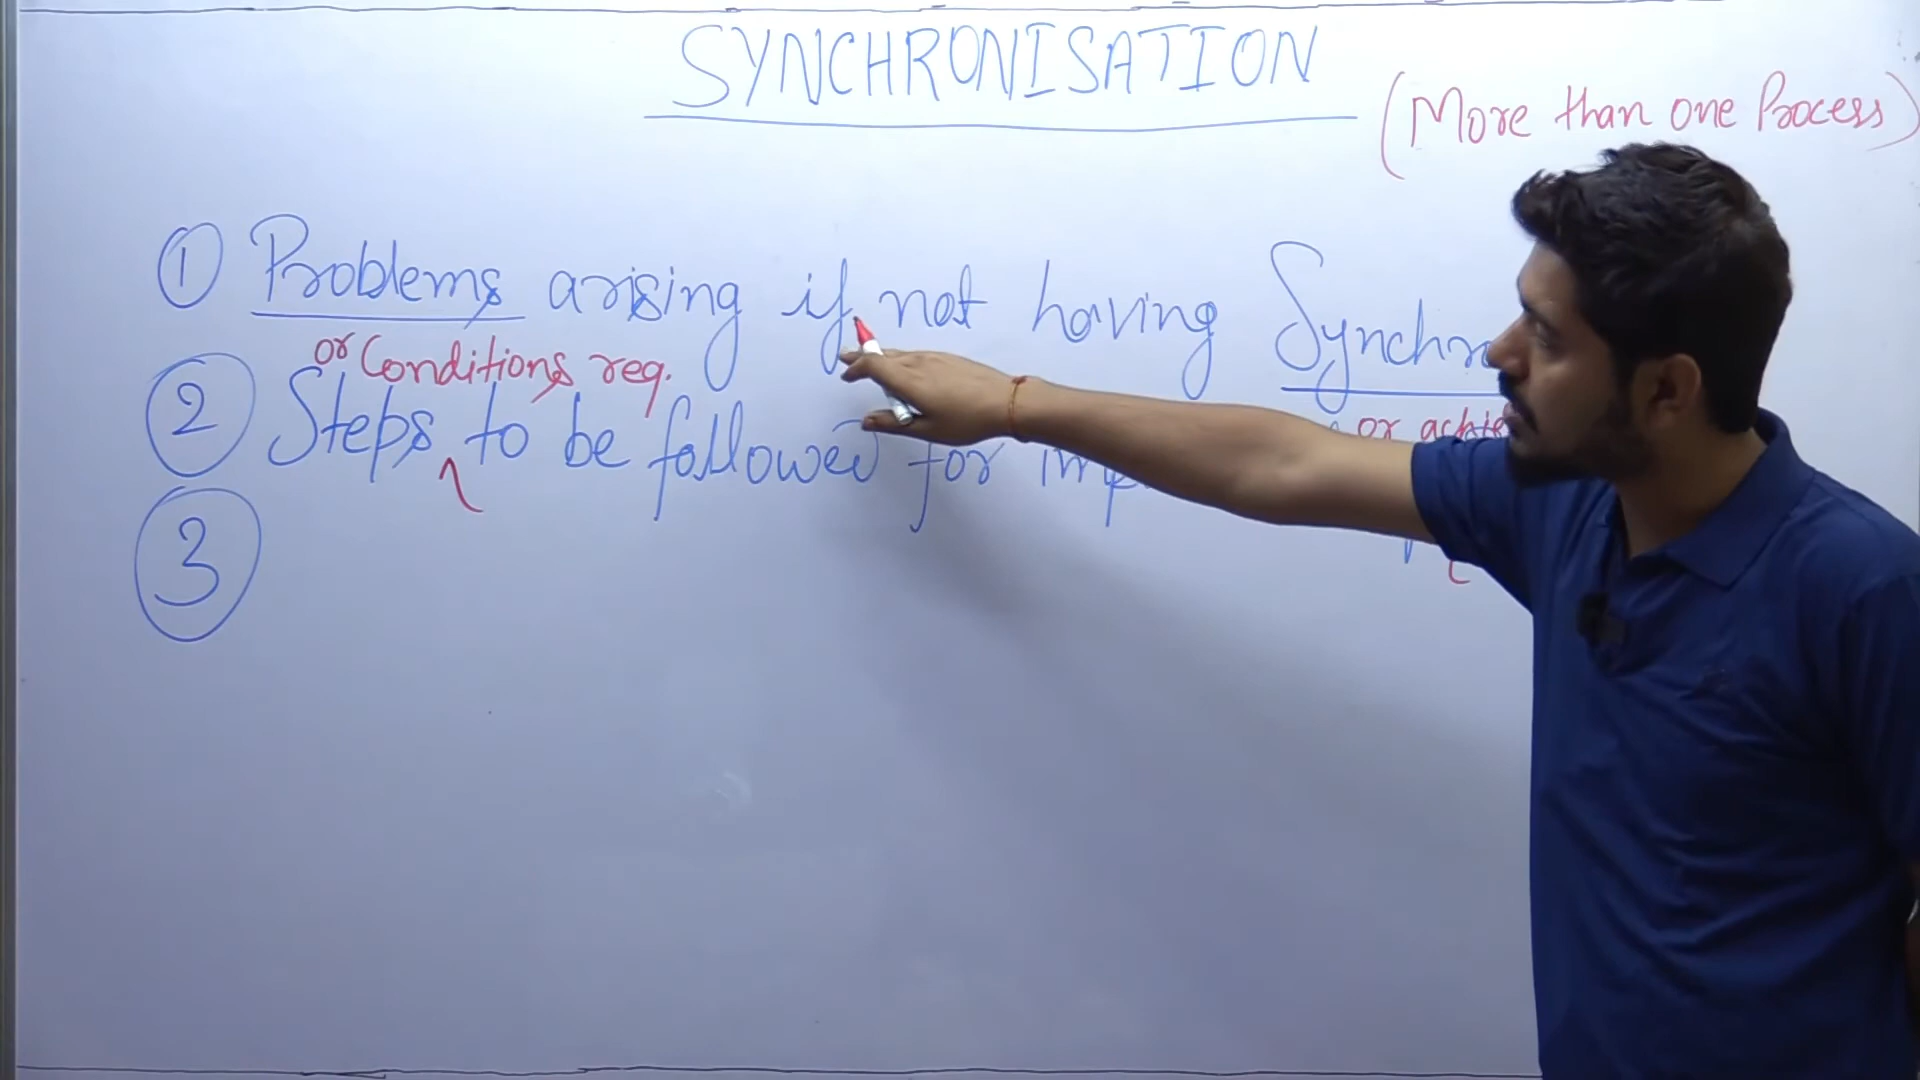 SYNCHRONISATION
(More than one Process)
① Problems arising if not having Synchr
or Conditions req.
or achie
② Steps to be followed for imp
③